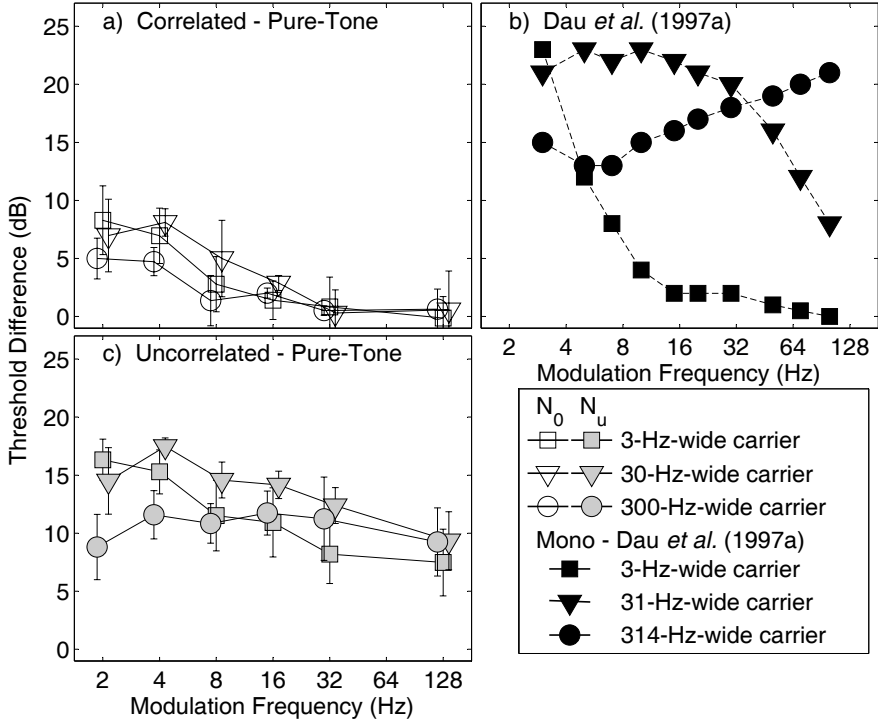 a) Correlated - Pure-Tone
b) Dau et al. (1997a)
25
20
15
10
5
0
Threshold Difference (dB)
2 4 8 16 32 64 128
Modulation Frequency (Hz)
c) Uncorrelated - Pure-Tone
25
20
15
10
5
0
2 4 8 16 32 64 128
Modulation Frequency (Hz)
N0 Nu
3-Hz-wide carrier
30-Hz-wide carrier
300-Hz-wide carrier
Mono - Dau et al. (1997a)
3-Hz-wide carrier
31-Hz-wide carrier
314-Hz-wide carrier